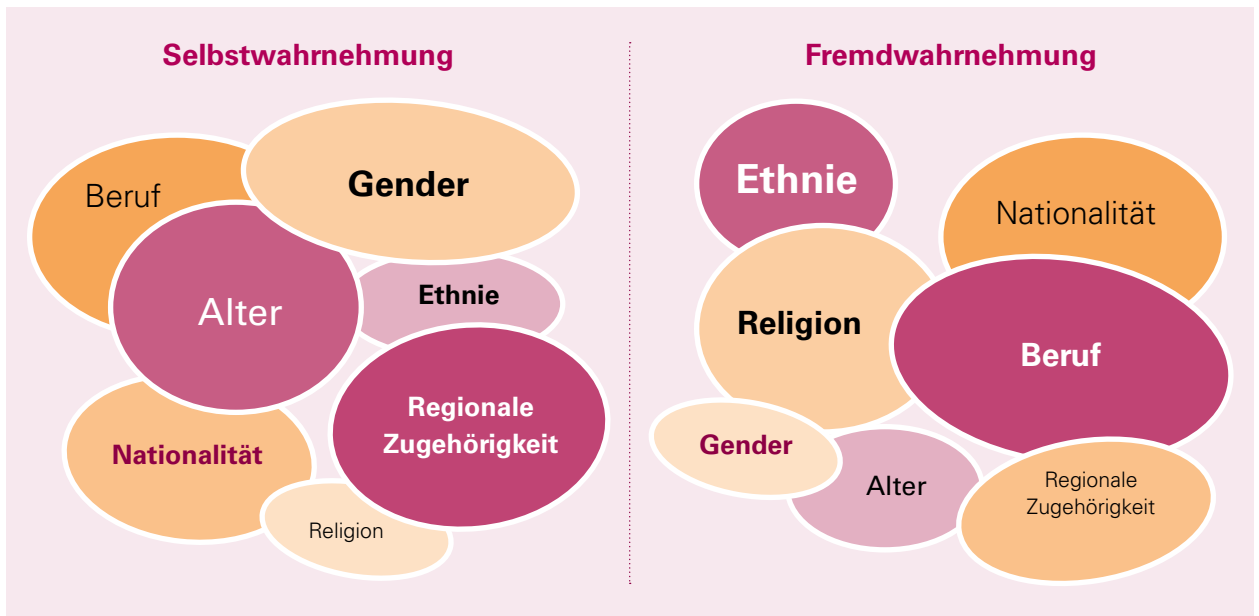 Selbstwahrnehmung
Beruf
Gender
Alter
Ethnie
Regionale
Zugehörigkeit
Nationalität
Religion
Fremdwahrnehmung
Ethnie
Nationalität
Religion
Beruf
Gender
Alter
Regionale
Zugehörigkeit